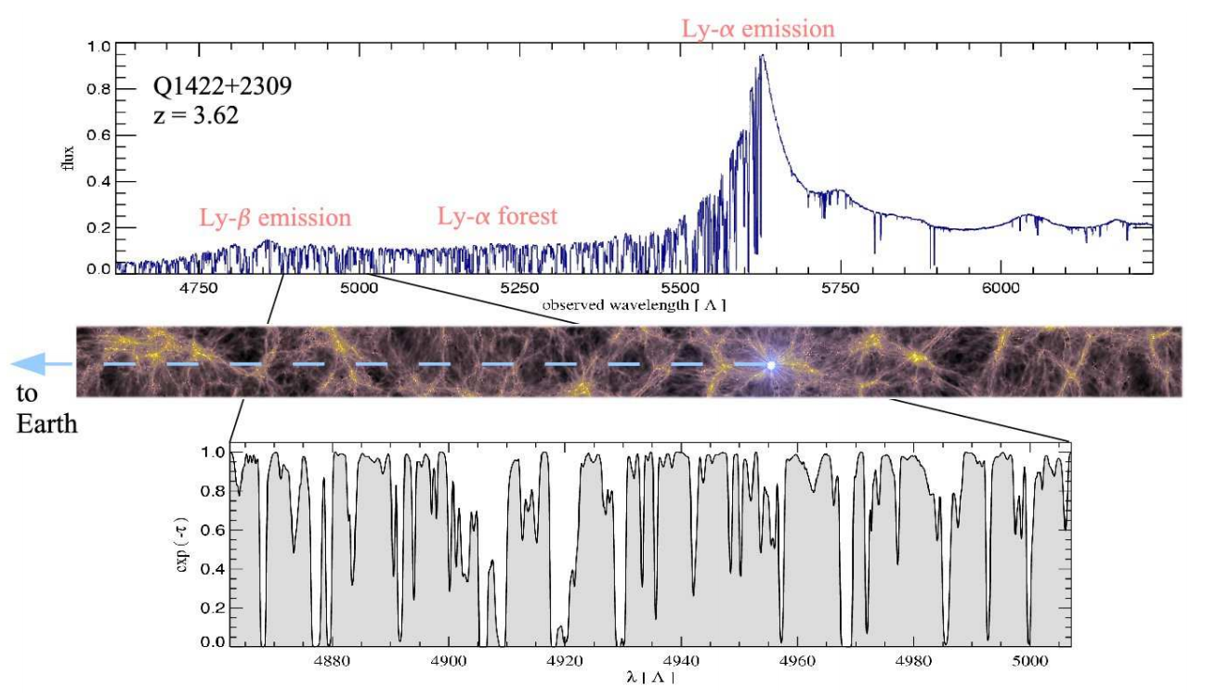 Ly-α emission
1.0
Q1422+2309
0.8
z = 3.62
0.6
flux
0.4
Ly-β emission
Ly-α forest
0.2
0.0
4750 5000 5250 5500 5750 6000
observed wavelength [ Λ ]
to
Earth
1.0
0.8
0.6
exp(-τ)
0.4
0.2
0.0
4880 4900 4920 4940 4960 4980 5000
λ [ Λ ]